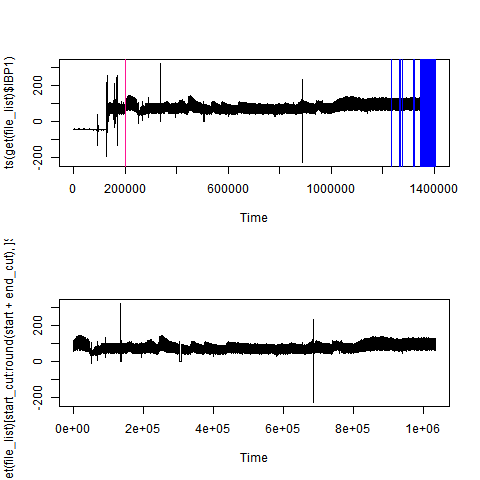 ts(get(file_list)$IBP1)
200
0
-200
0
200000
600000
1000000
1400000
Time
et(file_list)[start_cut:round(start + end_cut), ]$
200
0
-200
0e+00
2e+05
4e+05
6e+05
8e+05
1e+06
Time